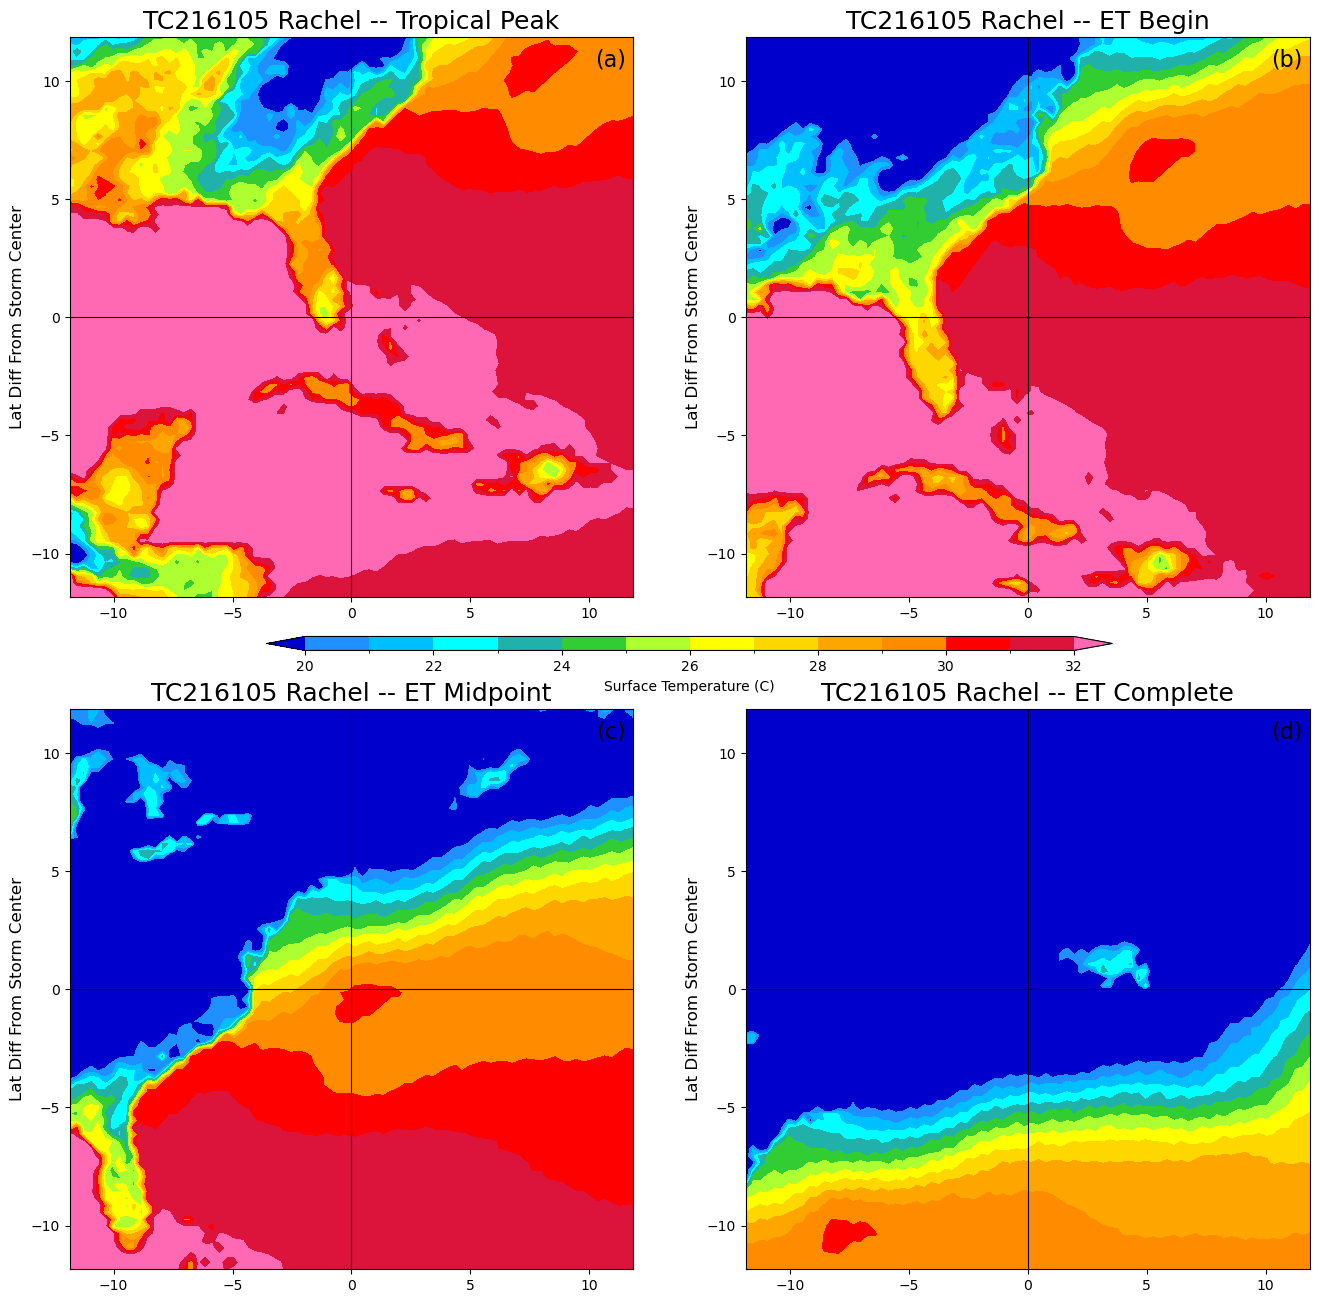 TC216105 Rachel -- Tropical Peak
TC216105 Rachel -- ET Begin
(a)
(b)
Lat Diff From Storm Center
Lat Diff From Storm Center
10
5
0
−5
−10
10
5
0
−5
−10
−10 −5 0 5 10
−10 −5 0 5 10
20 22 24 26 28 30 32
Surface Temperature (C)
TC216105 Rachel -- ET Midpoint
TC216105 Rachel -- ET Complete
(c)
(d)
Lat Diff From Storm Center
Lat Diff From Storm Center
10
5
0
−5
−10
10
5
0
−5
−10
−10 −5 0 5 10
−10 −5 0 5 10